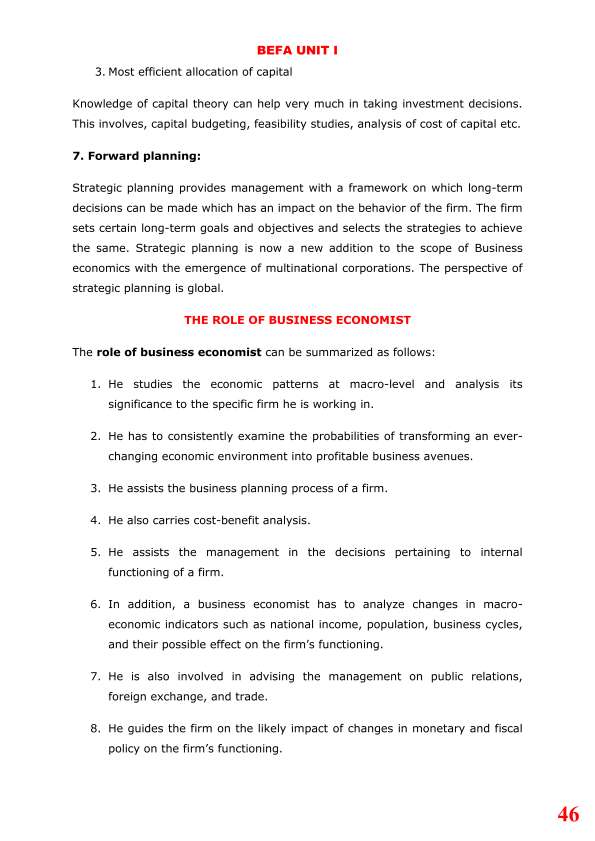 BEFA UNIT I
3. Most efficient allocation of capital
Knowledge of capital theory can help very much in taking investment decisions.
This involves, capital budgeting, feasibility studies, analysis of cost of capital etc.
7. Forward planning:
Strategic planning provides management with a framework on which long-term
decisions can be made which has an impact on the behavior of the firm. The firm
sets certain long-term goals and objectives and selects the strategies to achieve
the same. Strategic planning is now a new addition to the scope of Business
economics with the emergence of multinational corporations. The perspective of
strategic planning is global.
THE ROLE OF BUSINESS ECONOMIST
The role of business economist can be summarized as follows:
1. He studies the economic patterns at macro-level and analysis its
significance to the specific firm he is working in.
2. He has to consistently examine the probabilities of transforming an ever-
changing economic environment into profitable business avenues.
3. He assists the business planning process of a firm.
4. He also carries cost-benefit analysis.
5. He assists the management in the decisions pertaining to internal
functioning of a firm.
6. In addition, a business economist has to analyze changes in macro-
economic indicators such as national income, population, business cycles,
and their possible effect on the firm’s functioning.
7. He is also involved in advising the management on public relations,
foreign exchange, and trade.
8. He guides the firm on the likely impact of changes in monetary and fiscal
policy on the firm’s functioning.
46